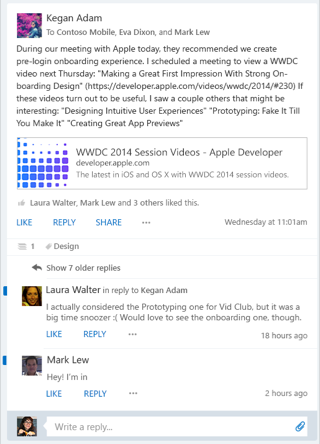 Kegan Adam
To Contoso Mobile, Eva Dixon, and Mark Lew
During our meeting with Apple today, they recommended we create
pre-login onboarding experience. I scheduled a meeting to view a WWDC
video next Thursday: "Making a Great First Impression With Strong On-
boarding Design" (https://developer.apple.com/videos/wwdc/2014/#230) If
these videos turn out to be useful, I saw a couple others that might be
interesting: "Designing Intuitive User Experiences" "Prototyping: Fake It Till
You Make It" "Creating Great App Previews"
WWDC 2014 Session Videos - Apple Developer
developer.apple.com
The latest in iOS and OS X with WWDC 2014 session videos.
Laura Walter, Mark Lew and 3 others liked this.
LIKE REPLY SHARE ••• Wednesday at 11:01am
1 Design
Show 7 older replies
Laura Walter in reply to Kegan Adam
I actually considered the Prototyping one for Vid Club, but it was a
big time snoozer :( Would love to see the onboarding one, though.
LIKE REPLY ••• 18 hours ago
Mark Lew
Hey! I'm in
LIKE REPLY ••• 2 hours ago
Write a reply...